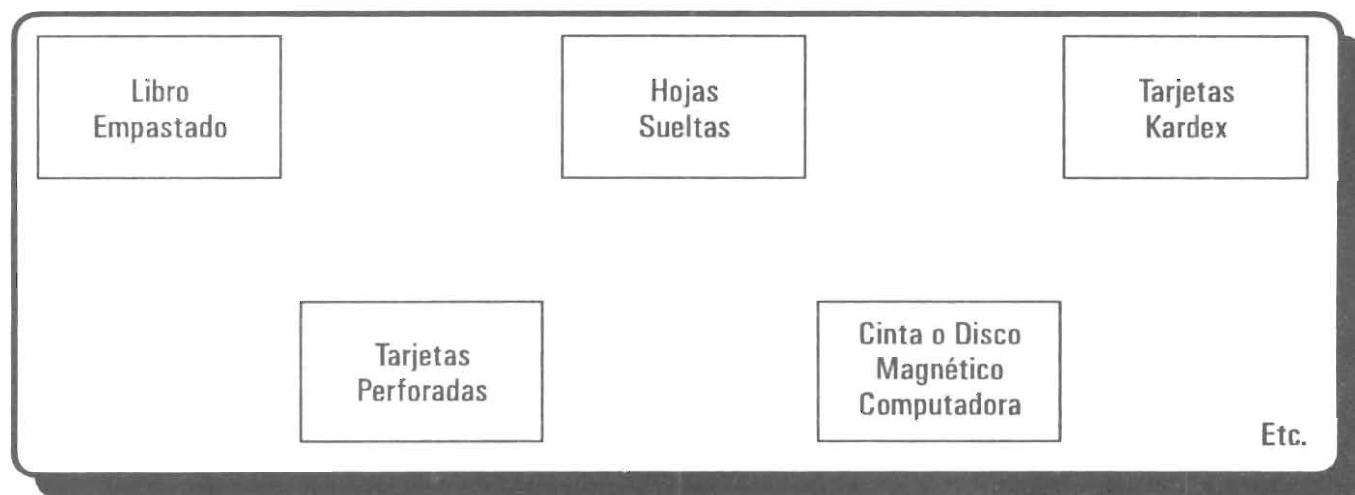 Libro
Empastado
Hojas
Sueltas
Tarjetas
Kardex
Tarjetas
Perforadas
Cinta o Disco
Magnético
Computadora
Etc.